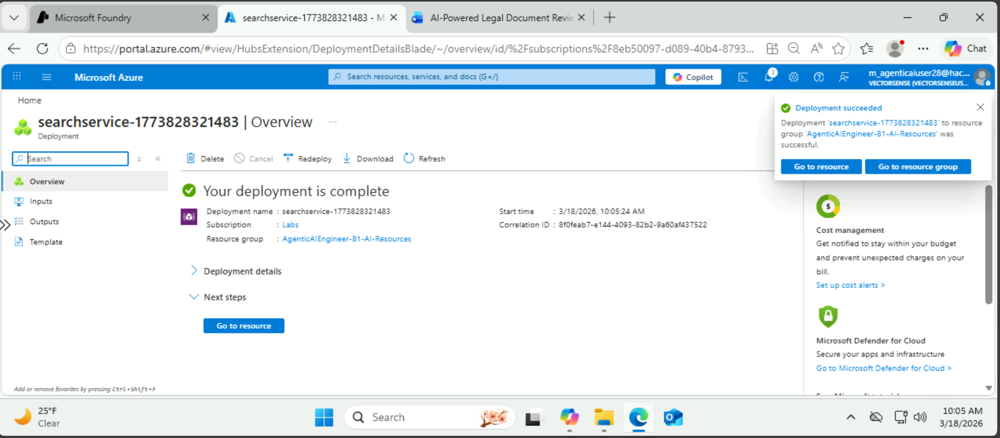 Microsoft Foundry
searchservice-1773828321483 - Mi
AI-Powered Legal Document Revie
https://portal.azure.com/#view/HubsExtension/DeploymentDetailsBlade/~/overview/id/%2Fsubscriptions%2F8eb50097-d089-40b4-8793...
Chat
Microsoft Azure
Search resources, services, and docs (G+/)
Copilot
3
m_agenticaiuser28@hac...
VECTORSENSE (VECTORSENSEUS...
Home
searchservice-1773828321483 | Overview
Deployment
Search
Delete
Cancel
Redeploy
Download
Refresh
Overview
Inputs
Outputs
Template
Your deployment is complete
Deployment name : searchservice-1773828321483
Subscription : Labs
Resource group : AgenticAIEngineer-B1-AI-Resources
Start time : 3/18/2026, 10:05:24 AM
Correlation ID : 8f0feab7-e144-4093-82b2-9a60af437522
Deployment details
Next steps
Go to resource
Deployment succeeded
Deployment 'searchservice-1773828321483' to resource
group 'AgenticAIEngineer-B1-AI-Resources' was
successful.
Go to resource
Go to resource group
Cost management
Get notified to stay within your budget
and prevent unexpected charges on your
bill.
Set up cost alerts >
Microsoft Defender for Cloud
Secure your apps and infrastructure
Go to Microsoft Defender for Cloud >
Add or remove favorites by pressing Ctrl+Shift+F
25°F
Clear
Search
10:05 AM
3/18/2026